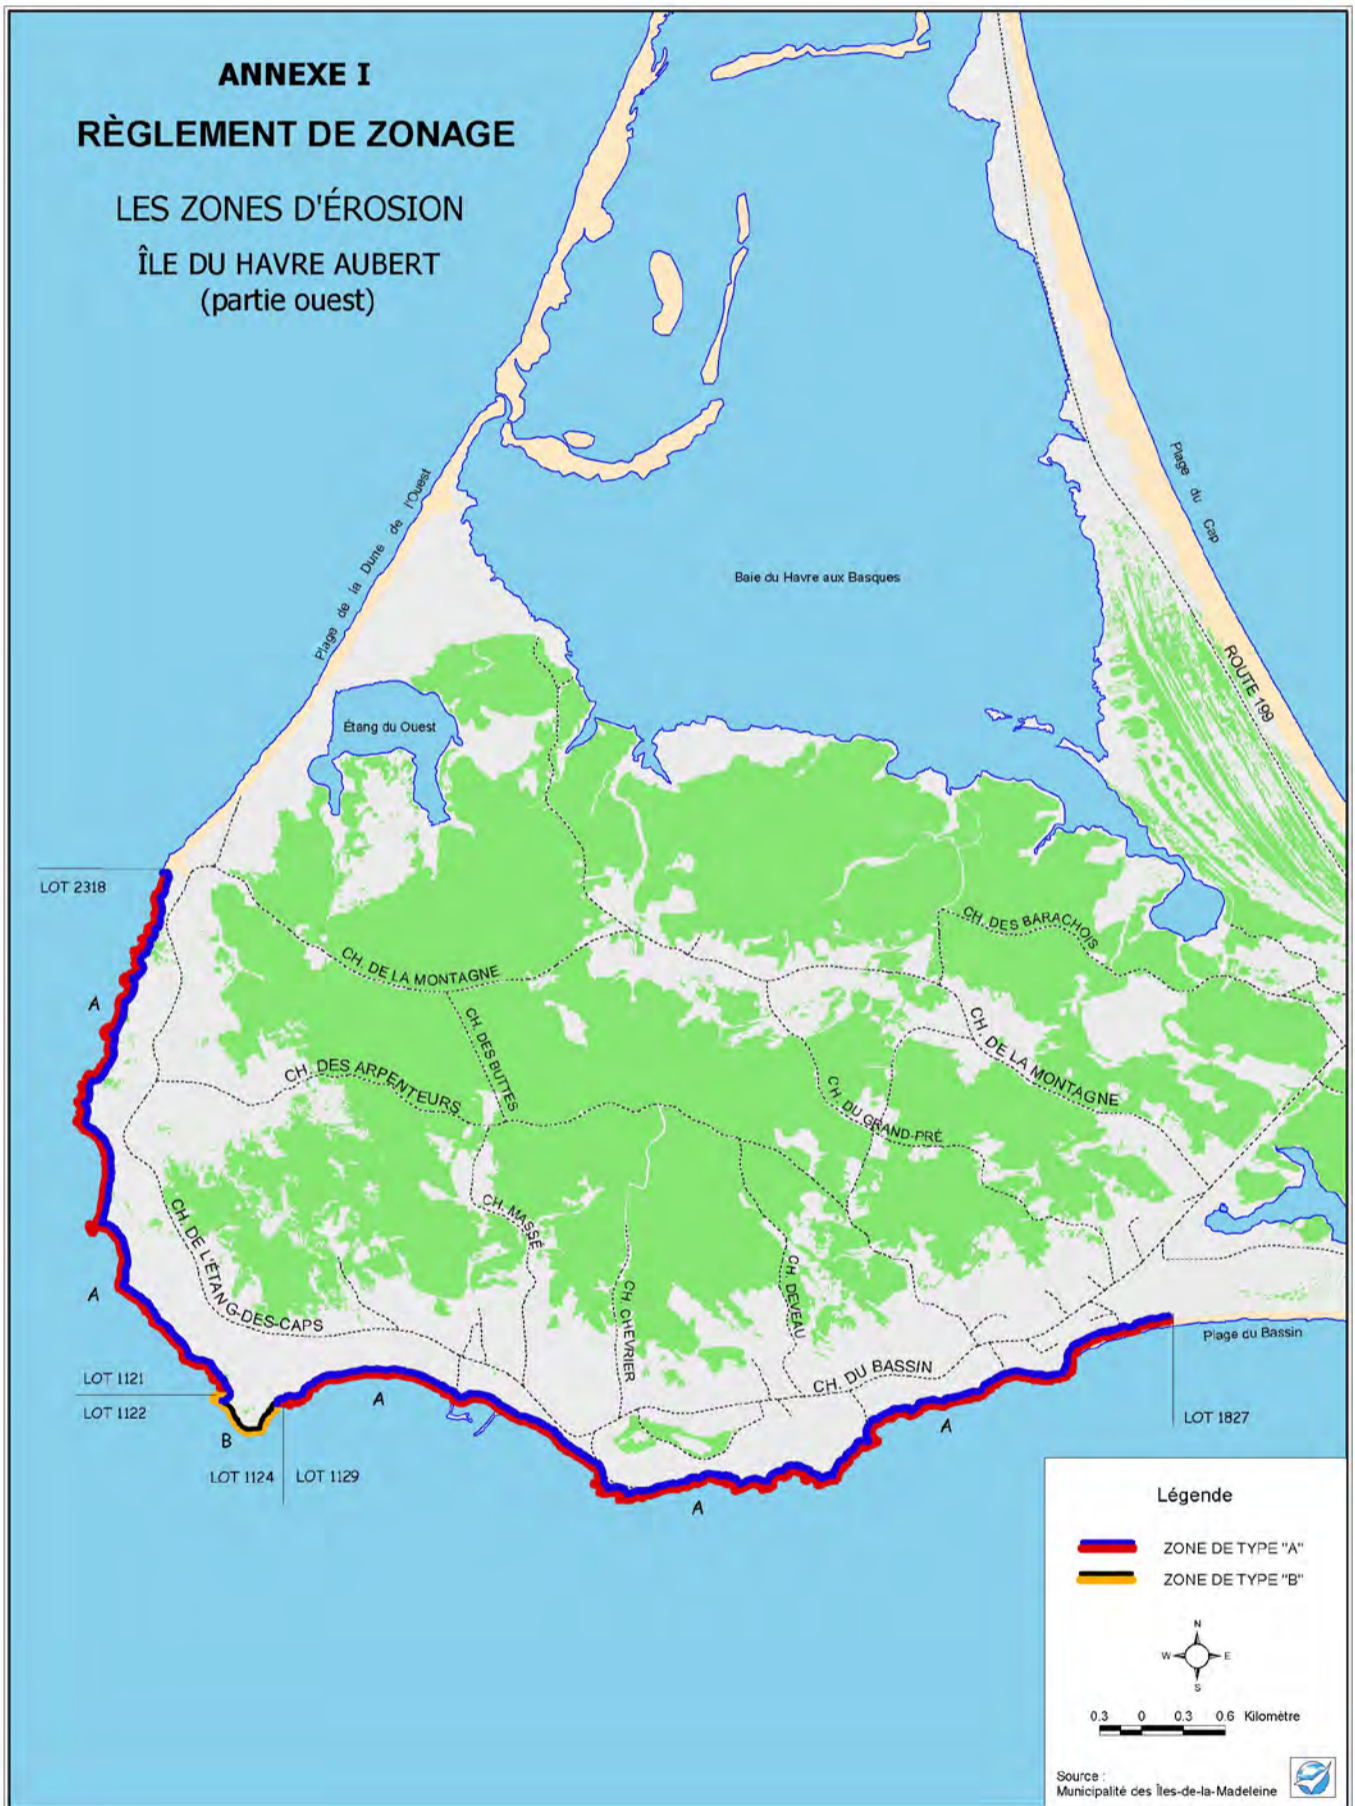 ANNEXE I
RÈGLEMENT DE ZONAGE
LES ZONES D'ÉROSION
ÎLE DU HAVRE AUBERT
(partie ouest)
Plage de la Dune de l'Ouest
Plage du Cap
Baie du Havre aux Basques
ROUTE 199
Étang du Ouest
LOT 2318
CH. DES BARACHOIS
CH. DE LA MONTAGNE
A
CH. DES BUTTES
CH. DE LA MONTAGNE
CH. DES ARPENTEURS
CH. DU GRAND-PRÉ
CH. MASSÉ
CH. DE L'ÉTANG-DES-CAPS
A
CH. CHEVRIER
CH. DEVEAU
Plage du Bassin
CH. DU BASSIN
LOT 1121
LOT 1122
A
B
A
LOT 1827
LOT 1124
LOT 1129
A
Légende
ZONE DE TYPE "A"
ZONE DE TYPE "B"
N
W E
S
0.3 0 0.3 0.6 Kilomètre
Source :
Municipalité des Îles-de-la-Madeleine